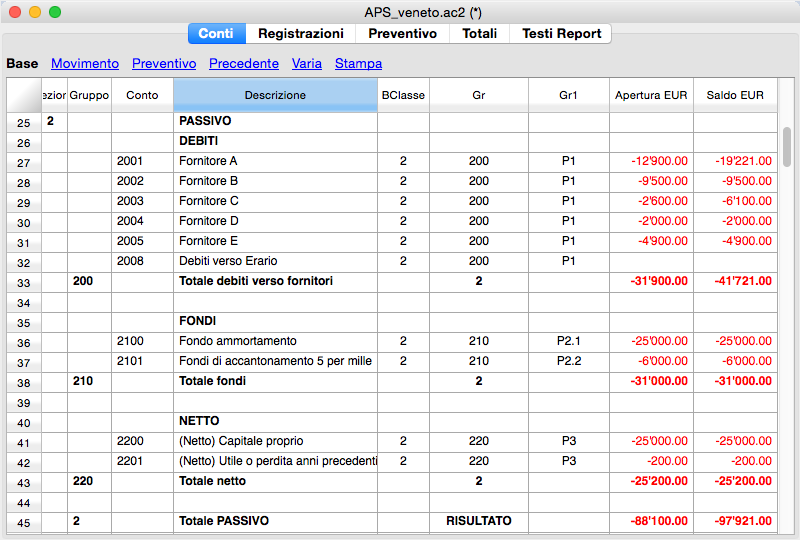 APS_veneto.ac2 (*)
Conti Registrazioni Preventivo Totali Testi Report
Base Movimento Preventivo Precedente Varia Stampa
ezior Gruppo Conto Descrizione BClasse Gr Gr1 Apertura EUR Saldo EUR
25 2 PASSIVO
26 DEBITI
27 2001 Fornitore A 2 200 P1 -12'900.00 -19'221.00
28 2002 Fornitore B 2 200 P1 -9'500.00 -9'500.00
29 2003 Fornitore C 2 200 P1 -2'600.00 -6'100.00
30 2004 Fornitore D 2 200 P1 -2'000.00 -2'000.00
31 2005 Fornitore E 2 200 P1 -4'900.00 -4'900.00
32 2008 Debiti verso Erario 2 200 P1
33 200 Totale debiti verso fornitori 2 -31'900.00 -41'721.00
34
35 FONDI
36 2100 Fondo ammortamento 2 210 P2.1 -25'000.00 -25'000.00
37 2101 Fondi di accantonamento 5 per mille 2 210 P2.2 -6'000.00 -6'000.00
38 210 Totale fondi 2 -31'000.00 -31'000.00
39
40 NETTO
41 2200 (Netto) Capitale proprio 2 220 P3 -25'000.00 -25'000.00
42 2201 (Netto) Utile o perdita anni precedenti 2 220 P3 -200.00 -200.00
43 220 Totale netto 2 -25'200.00 -25'200.00
44
45 2 Totale PASSIVO RISULTATO -88'100.00 -97'921.00